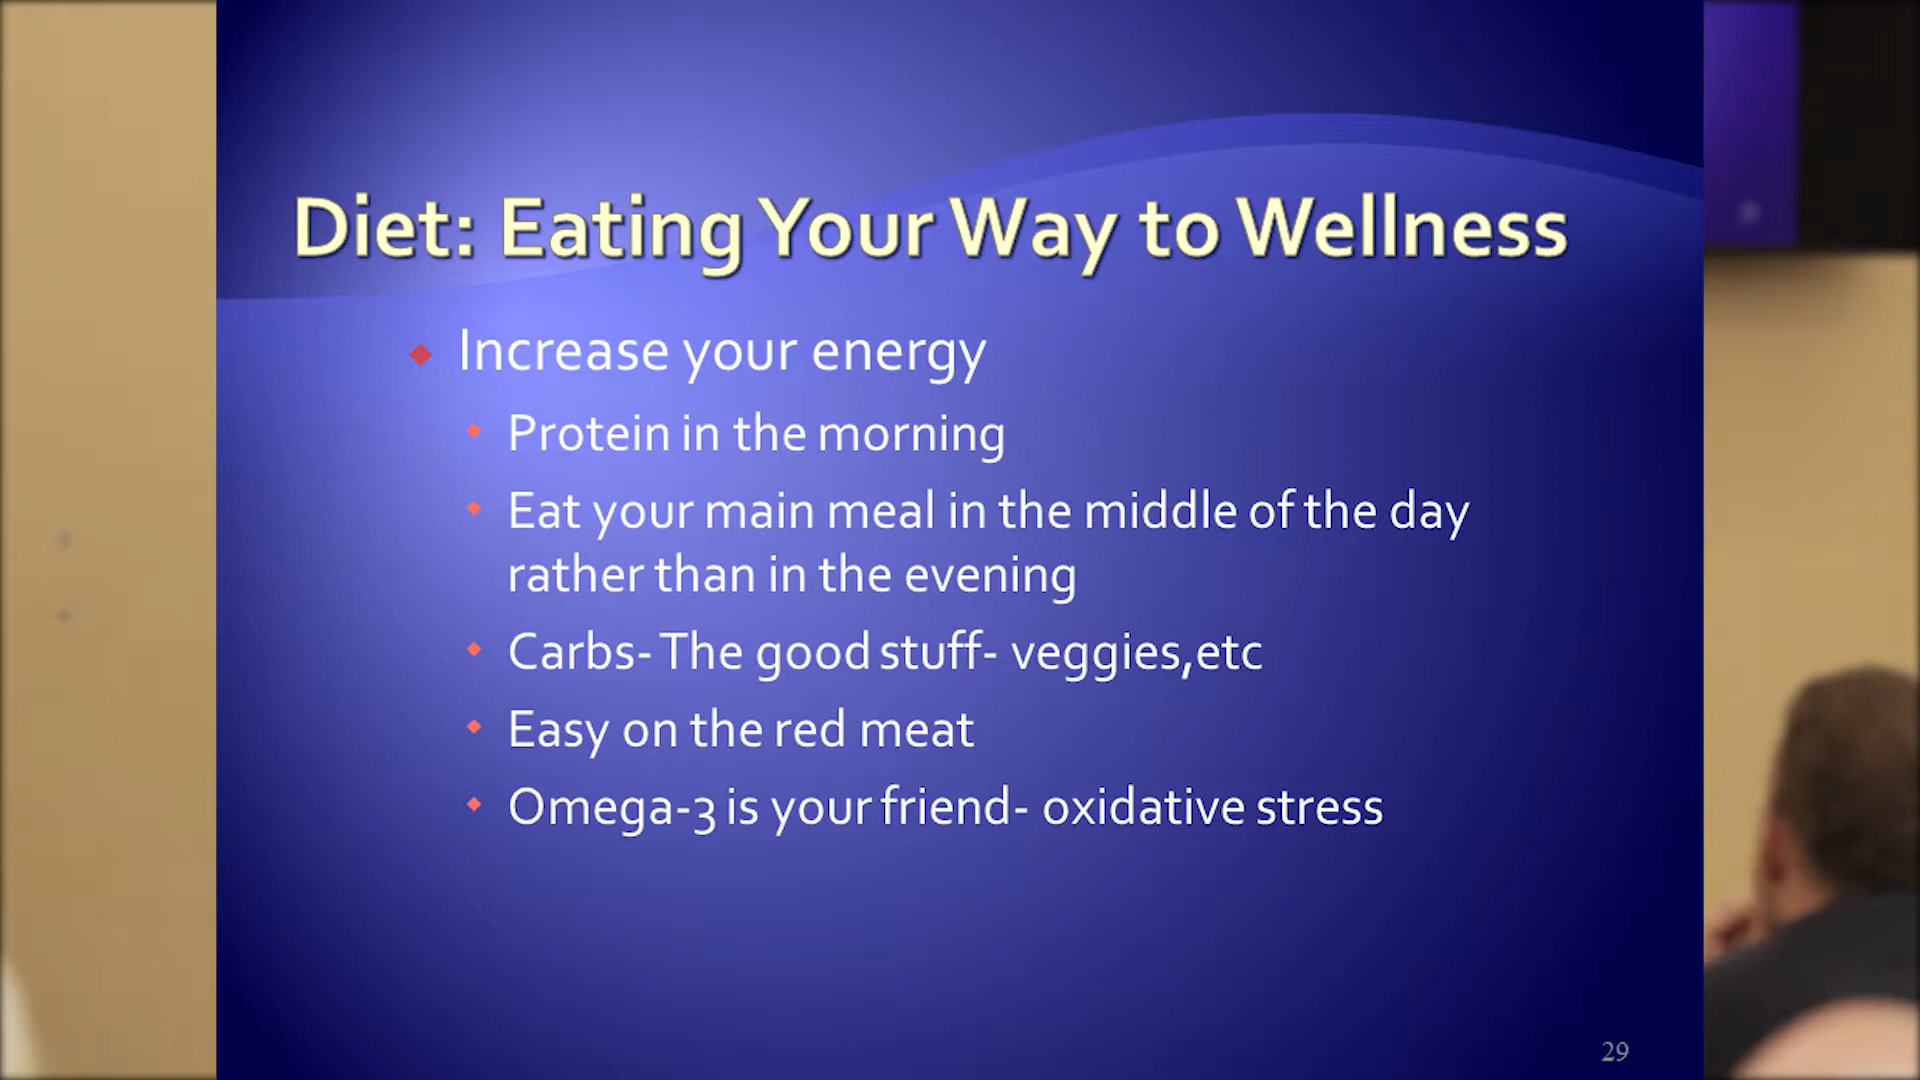 Diet: Eating Your Way to Wellness
Increase your energy
Protein in the morning
Eat your main meal in the middle of the day
rather than in the evening
Carbs- The good stuff- veggies,etc
Easy on the red meat
Omega-3 is your friend- oxidative stress
29